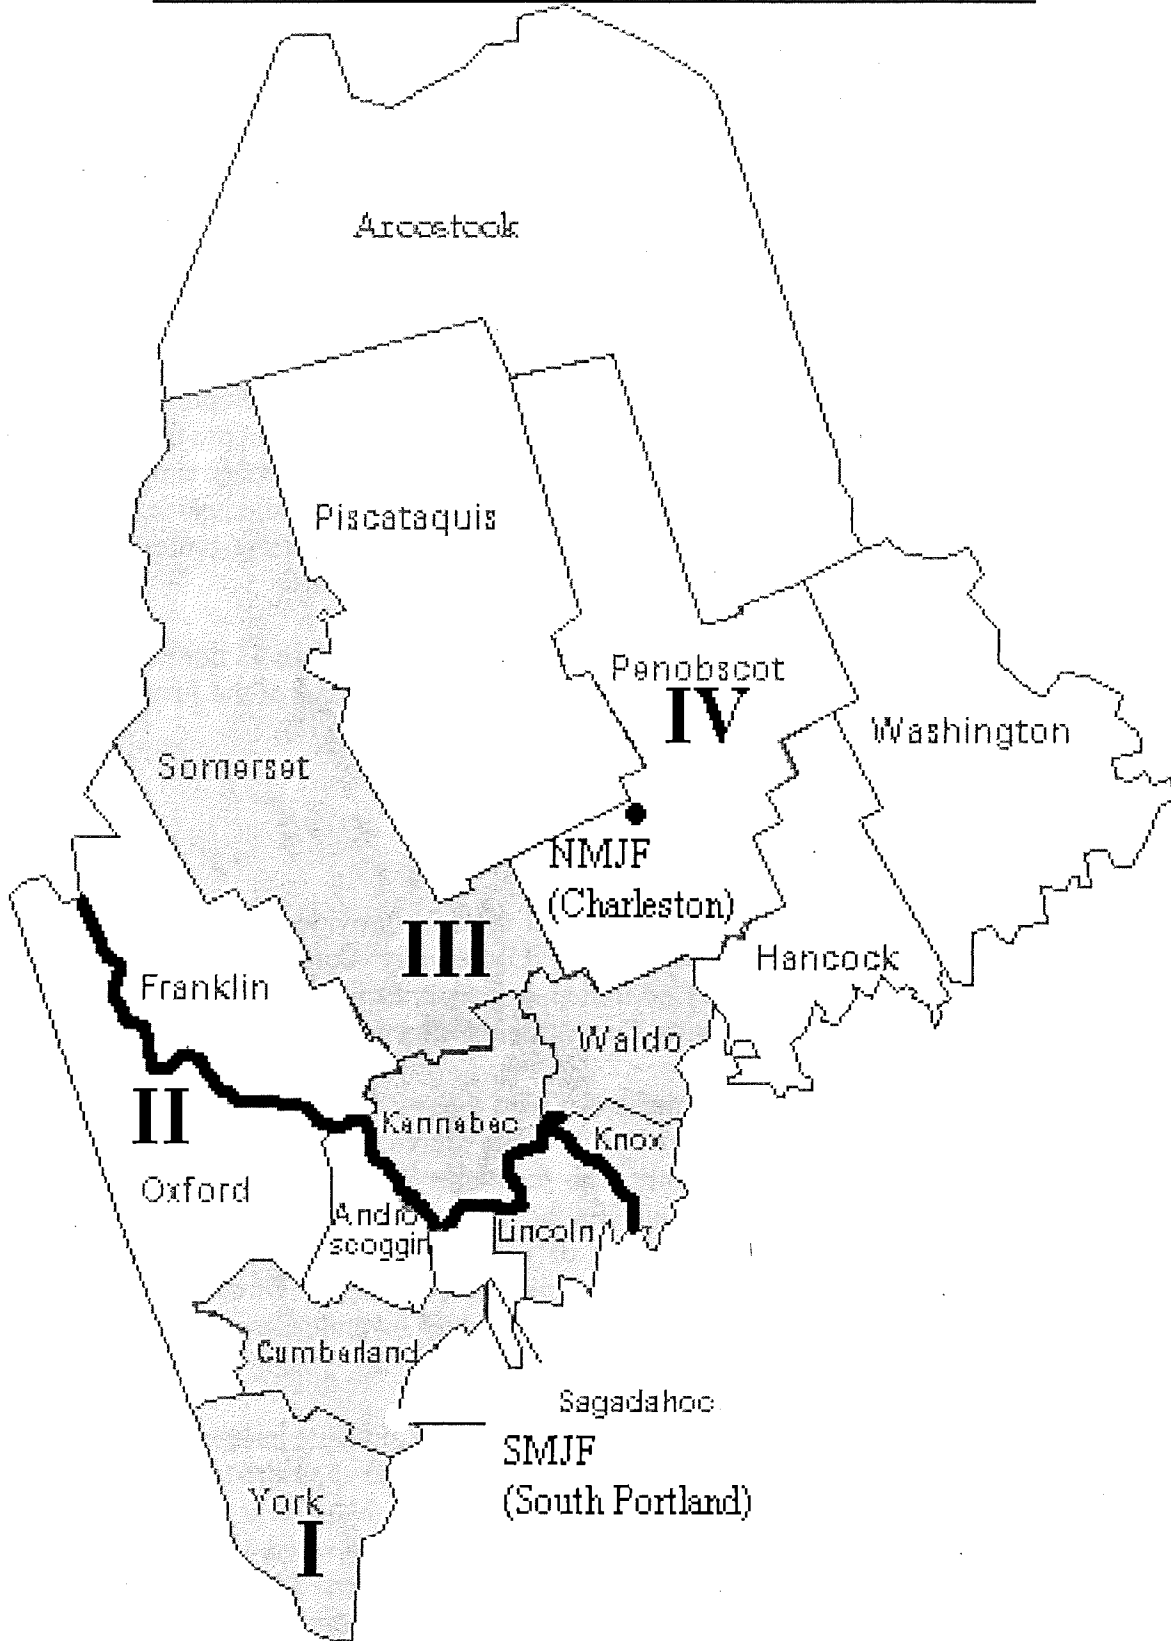 Aroostook
Piscataquis
Penobscot
IV
Washington
Somerset
NMJF
(Charleston)
III
Hancock
Franklin
Waldo
II
Kennebec
Knox
Oxford
Andro
scoggin
Lincoln
Cumberland
Sagadahoc
SMJF
(South Portland)
York
I